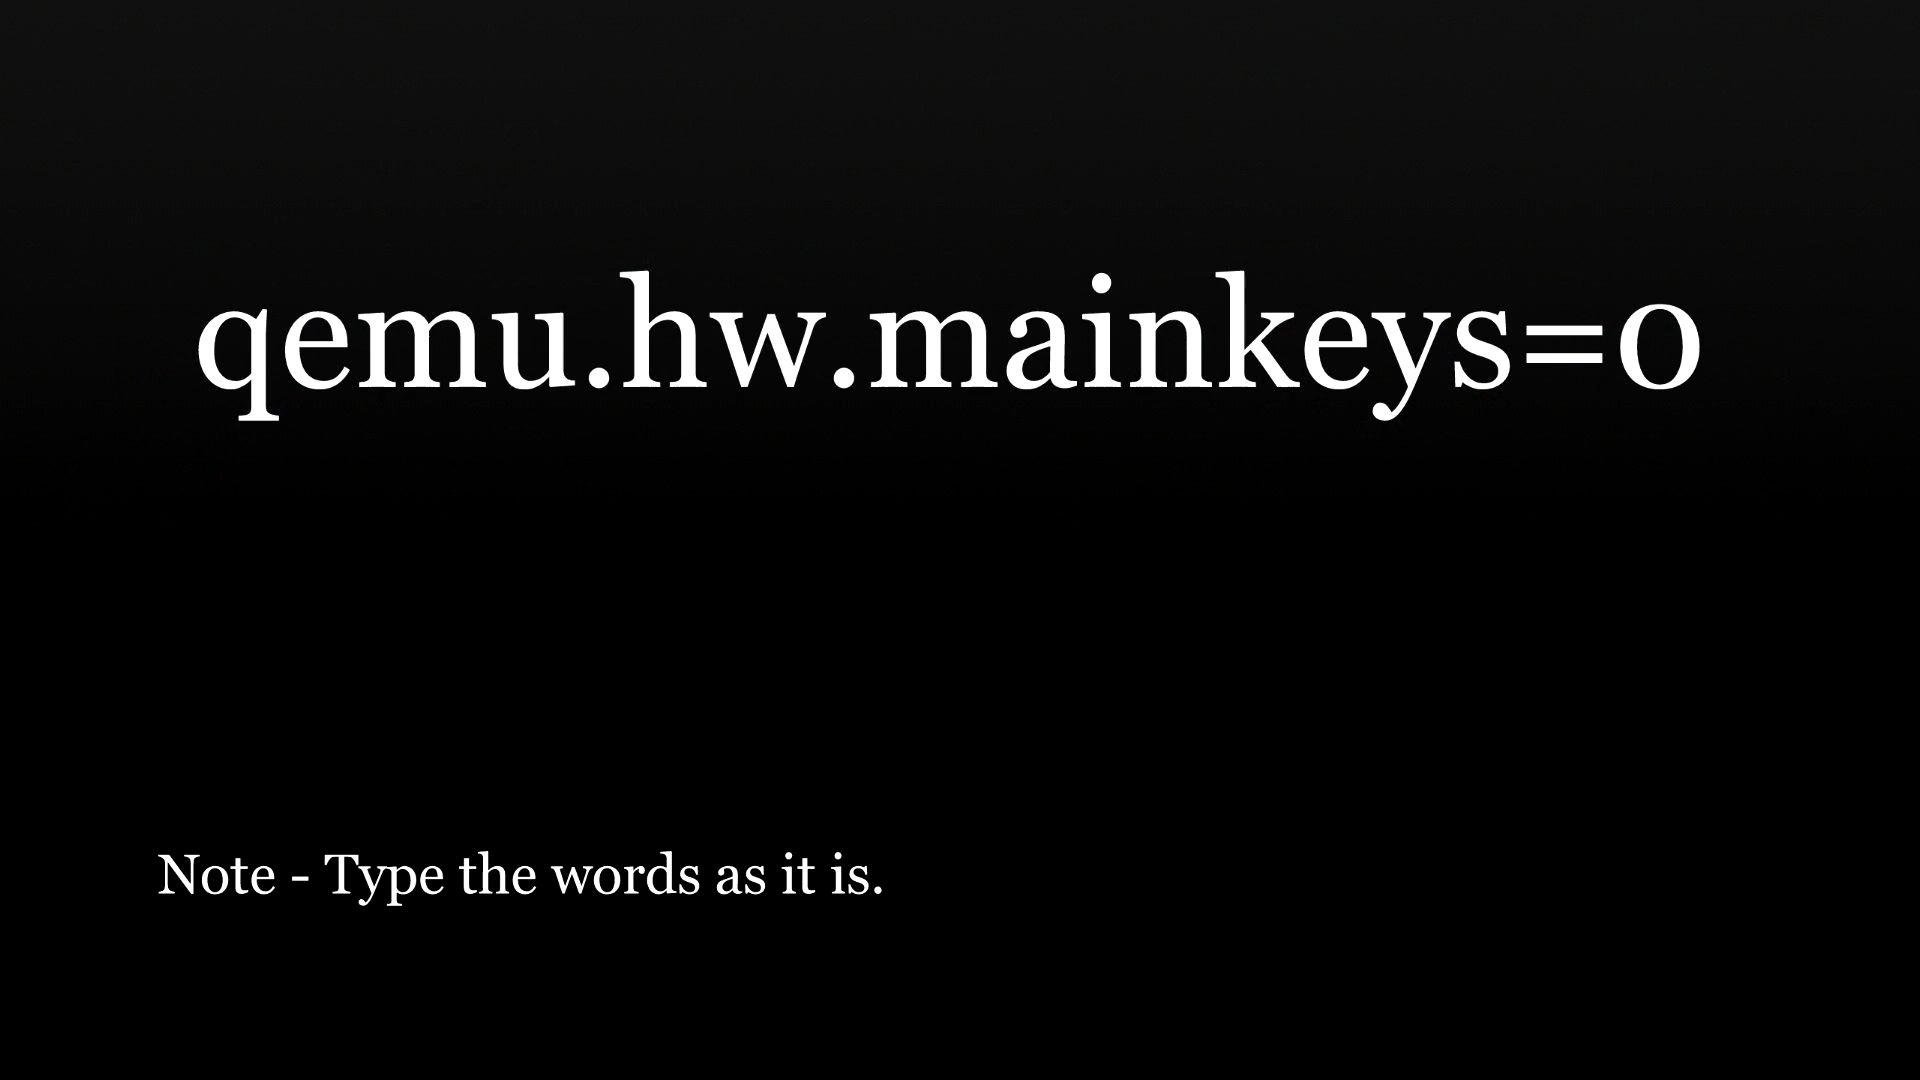 qemu.hw.mainkeys=0
Note - Type the words as it is.